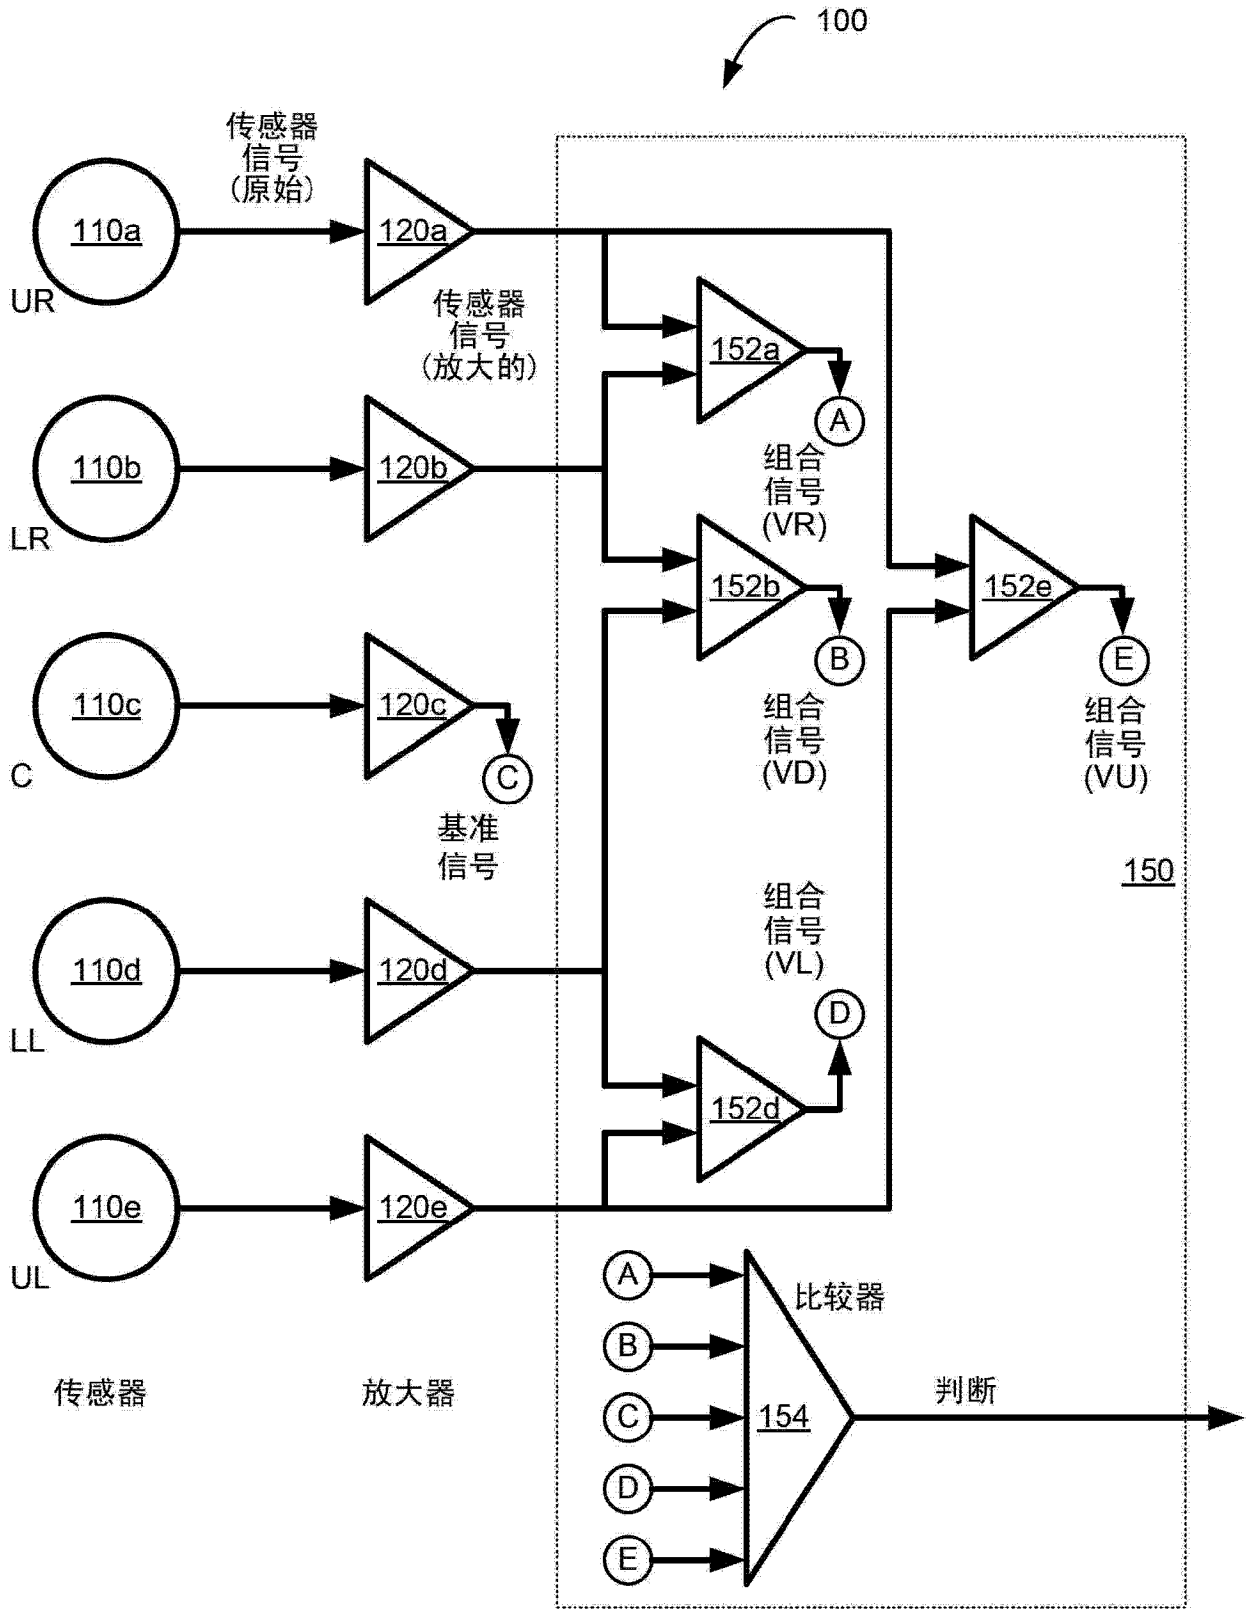 100
传感器
信号
(原始)
110a
120a
UR
传感器
信号
(放大的)
152a
A
组合
信号
(VR)
110b
120b
LR
152b
B
组合
信号
(VD)
152e
E
组合
信号
(VU)
110c
120c
C
C
基准
信号
150
组合
信号
(VL)
D
110d
120d
LL
152d
110e
120e
UL
A
比较器
B
C
154
判断
D
E
传感器
放大器